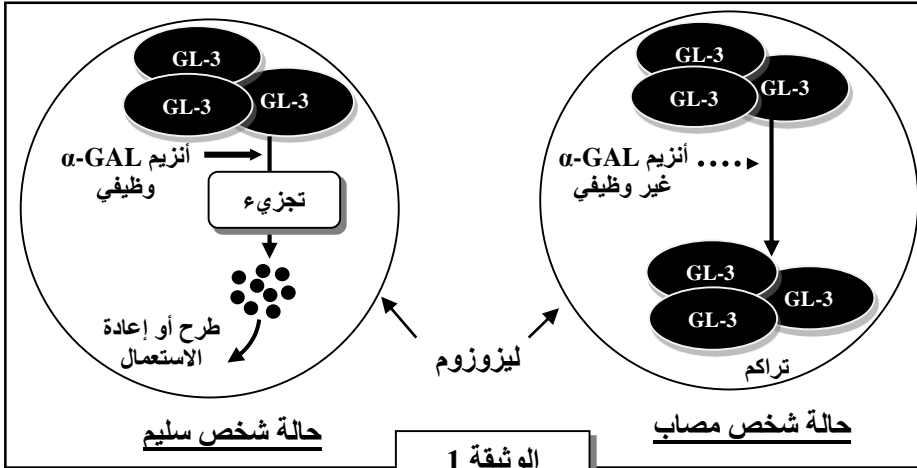 GL-3
GL-3
GL-3
أنزيم α-GAL
وظيفي
تجزيء
طرح أو إعادة
الاستعمال
حالة شخص سليم
ليزوزوم
GL-3
GL-3
GL-3
أنزيم α-GAL
غير وظيفي
GL-3
GL-3
GL-3
تراكم
حالة شخص مصاب
الوثيقة 1